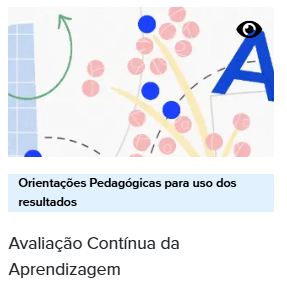 A
Orientações Pedagógicas para uso dos
resultados
Avaliação Contínua da
Aprendizagem